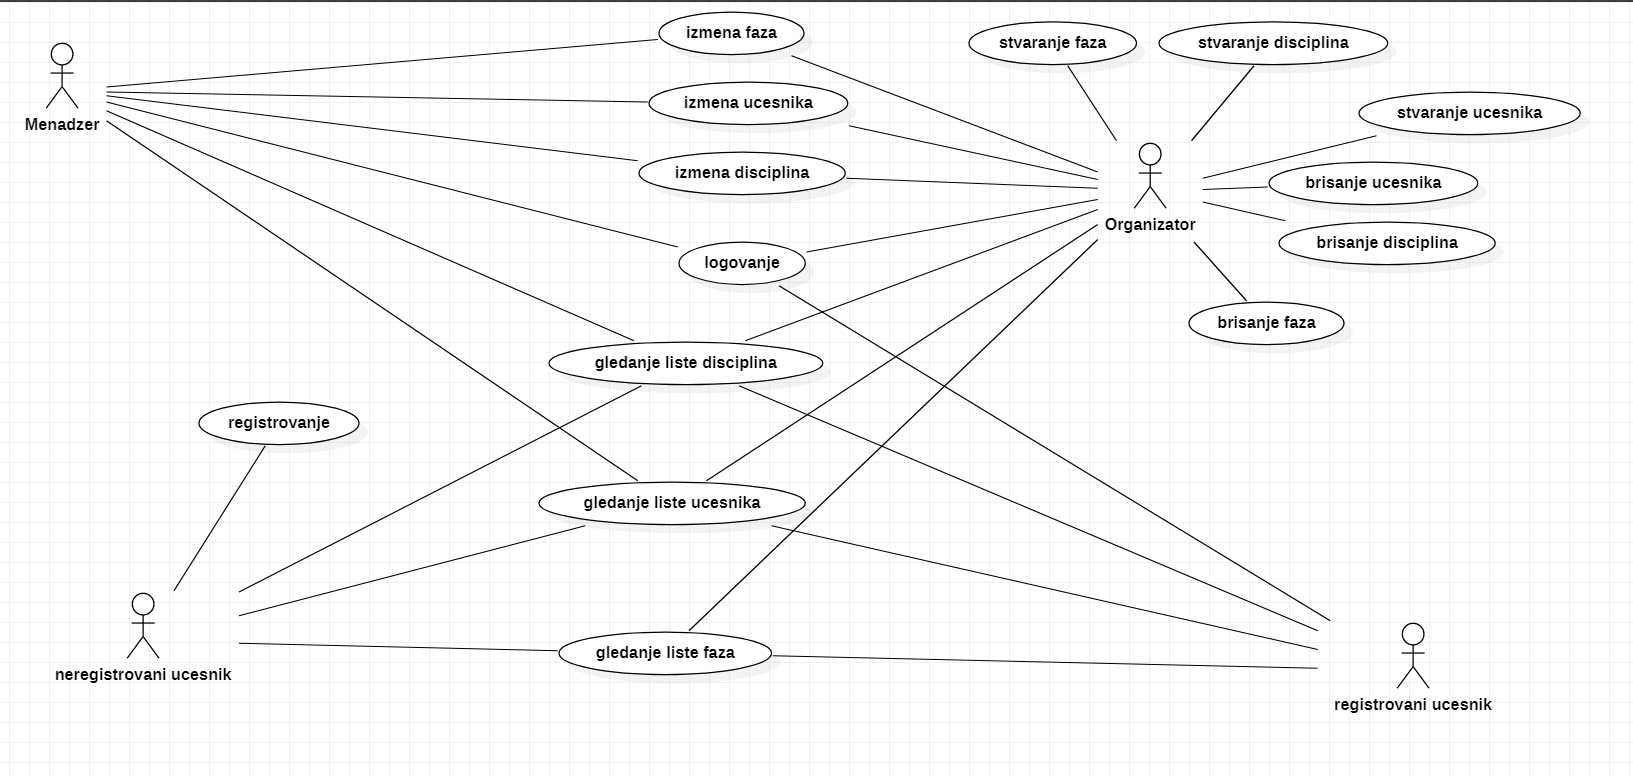 izmena faza
stvaranje faza
stvaranje disciplina
izmena ucesnika
stvaranje ucesnika
Menadzer
izmena disciplina
brisanje ucesnika
Organizator
brisanje disciplina
logovanje
brisanje faza
gledanje liste disciplina
registrovanje
gledanje liste ucesnika
gledanje liste faza
neregistrovani ucesnik
registrovani ucesnik